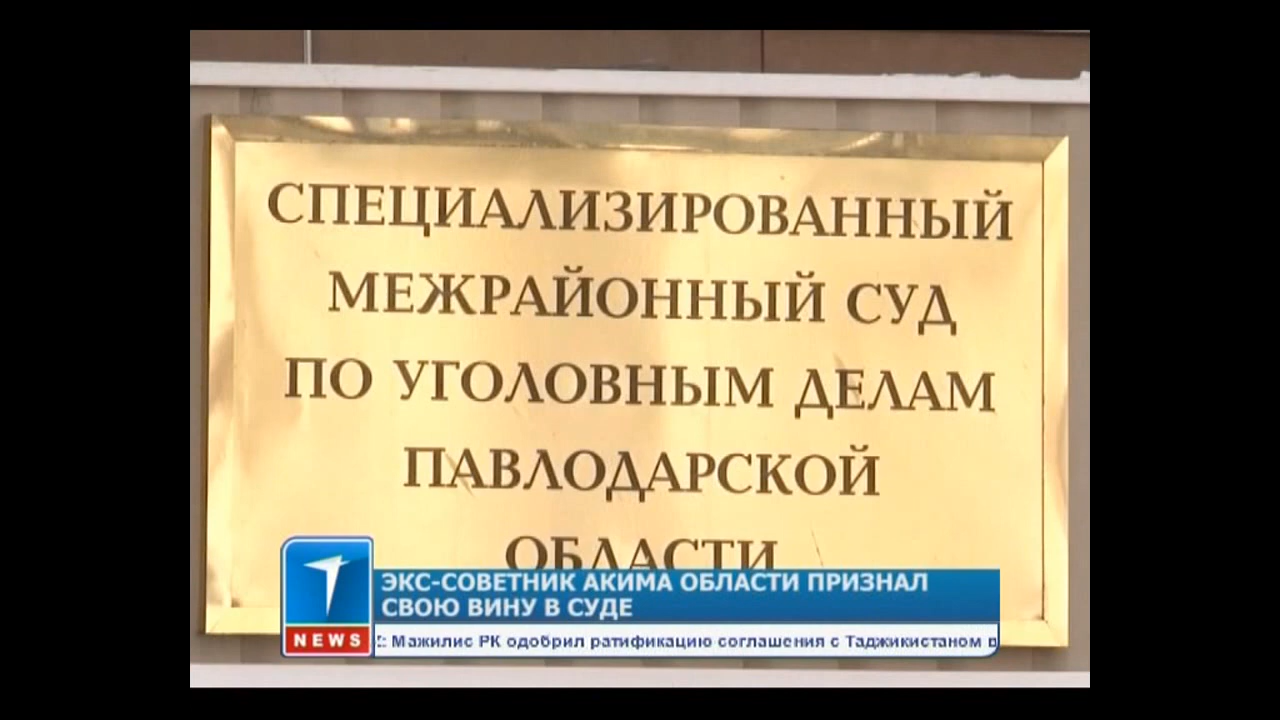 СПЕЦИАЛИЗИРОВАННЫЙ
МЕЖРАЙОННЫЙ СУД
ПО УГОЛОВНЫМ ДЕЛАМ
ПАВЛОДАРСКОЙ
ОБЛАСТИ
ЭКС-СОВЕТНИК АКИМА ОБЛАСТИ ПРИЗНАЛ
СВОЮ ВИНУ В СУДЕ
NEWS
: Мажилис РК одобрил ратификацию соглашения с Таджикистаном в